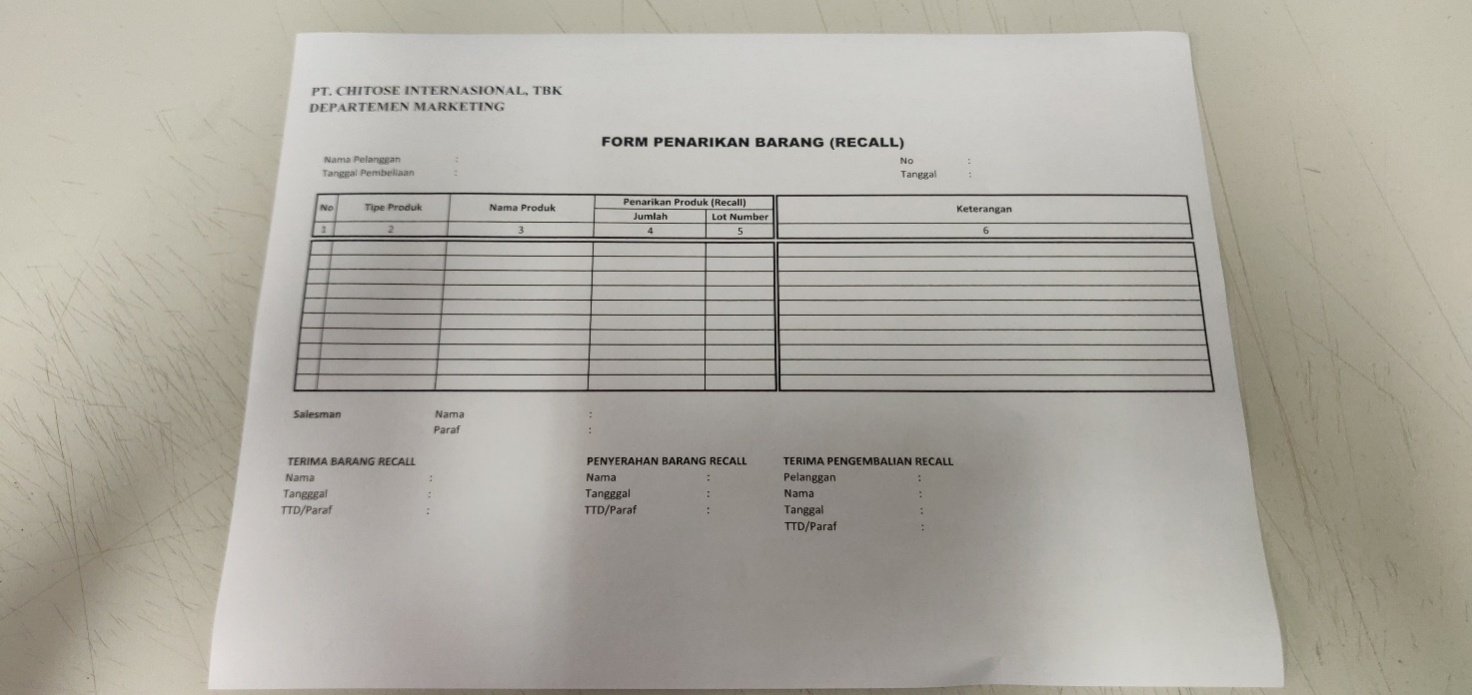 PT. CHITOSE INTERNASIONAL, TBK
DEPARTEMEN MARKETING
FORM PENARIKAN BARANG (RECALL)
Nama Pelanggan : No :
Tanggal Pembeliaan : Tanggal :
No Tipe Produk Nama Produk Penarikan Produk (Recall) Keterangan
Jumlah Lot Number
1 2 3 4 5 6
Salesman Nama :
Paraf :
TERIMA BARANG RECALL PENYERAHAN BARANG RECALL TERIMA PENGEMBALIAN RECALL
Nama : Nama : Pelanggan :
Tangggal : Tangggal : Nama :
TTD/Paraf : TTD/Paraf : Tanggal :
TTD/Paraf :